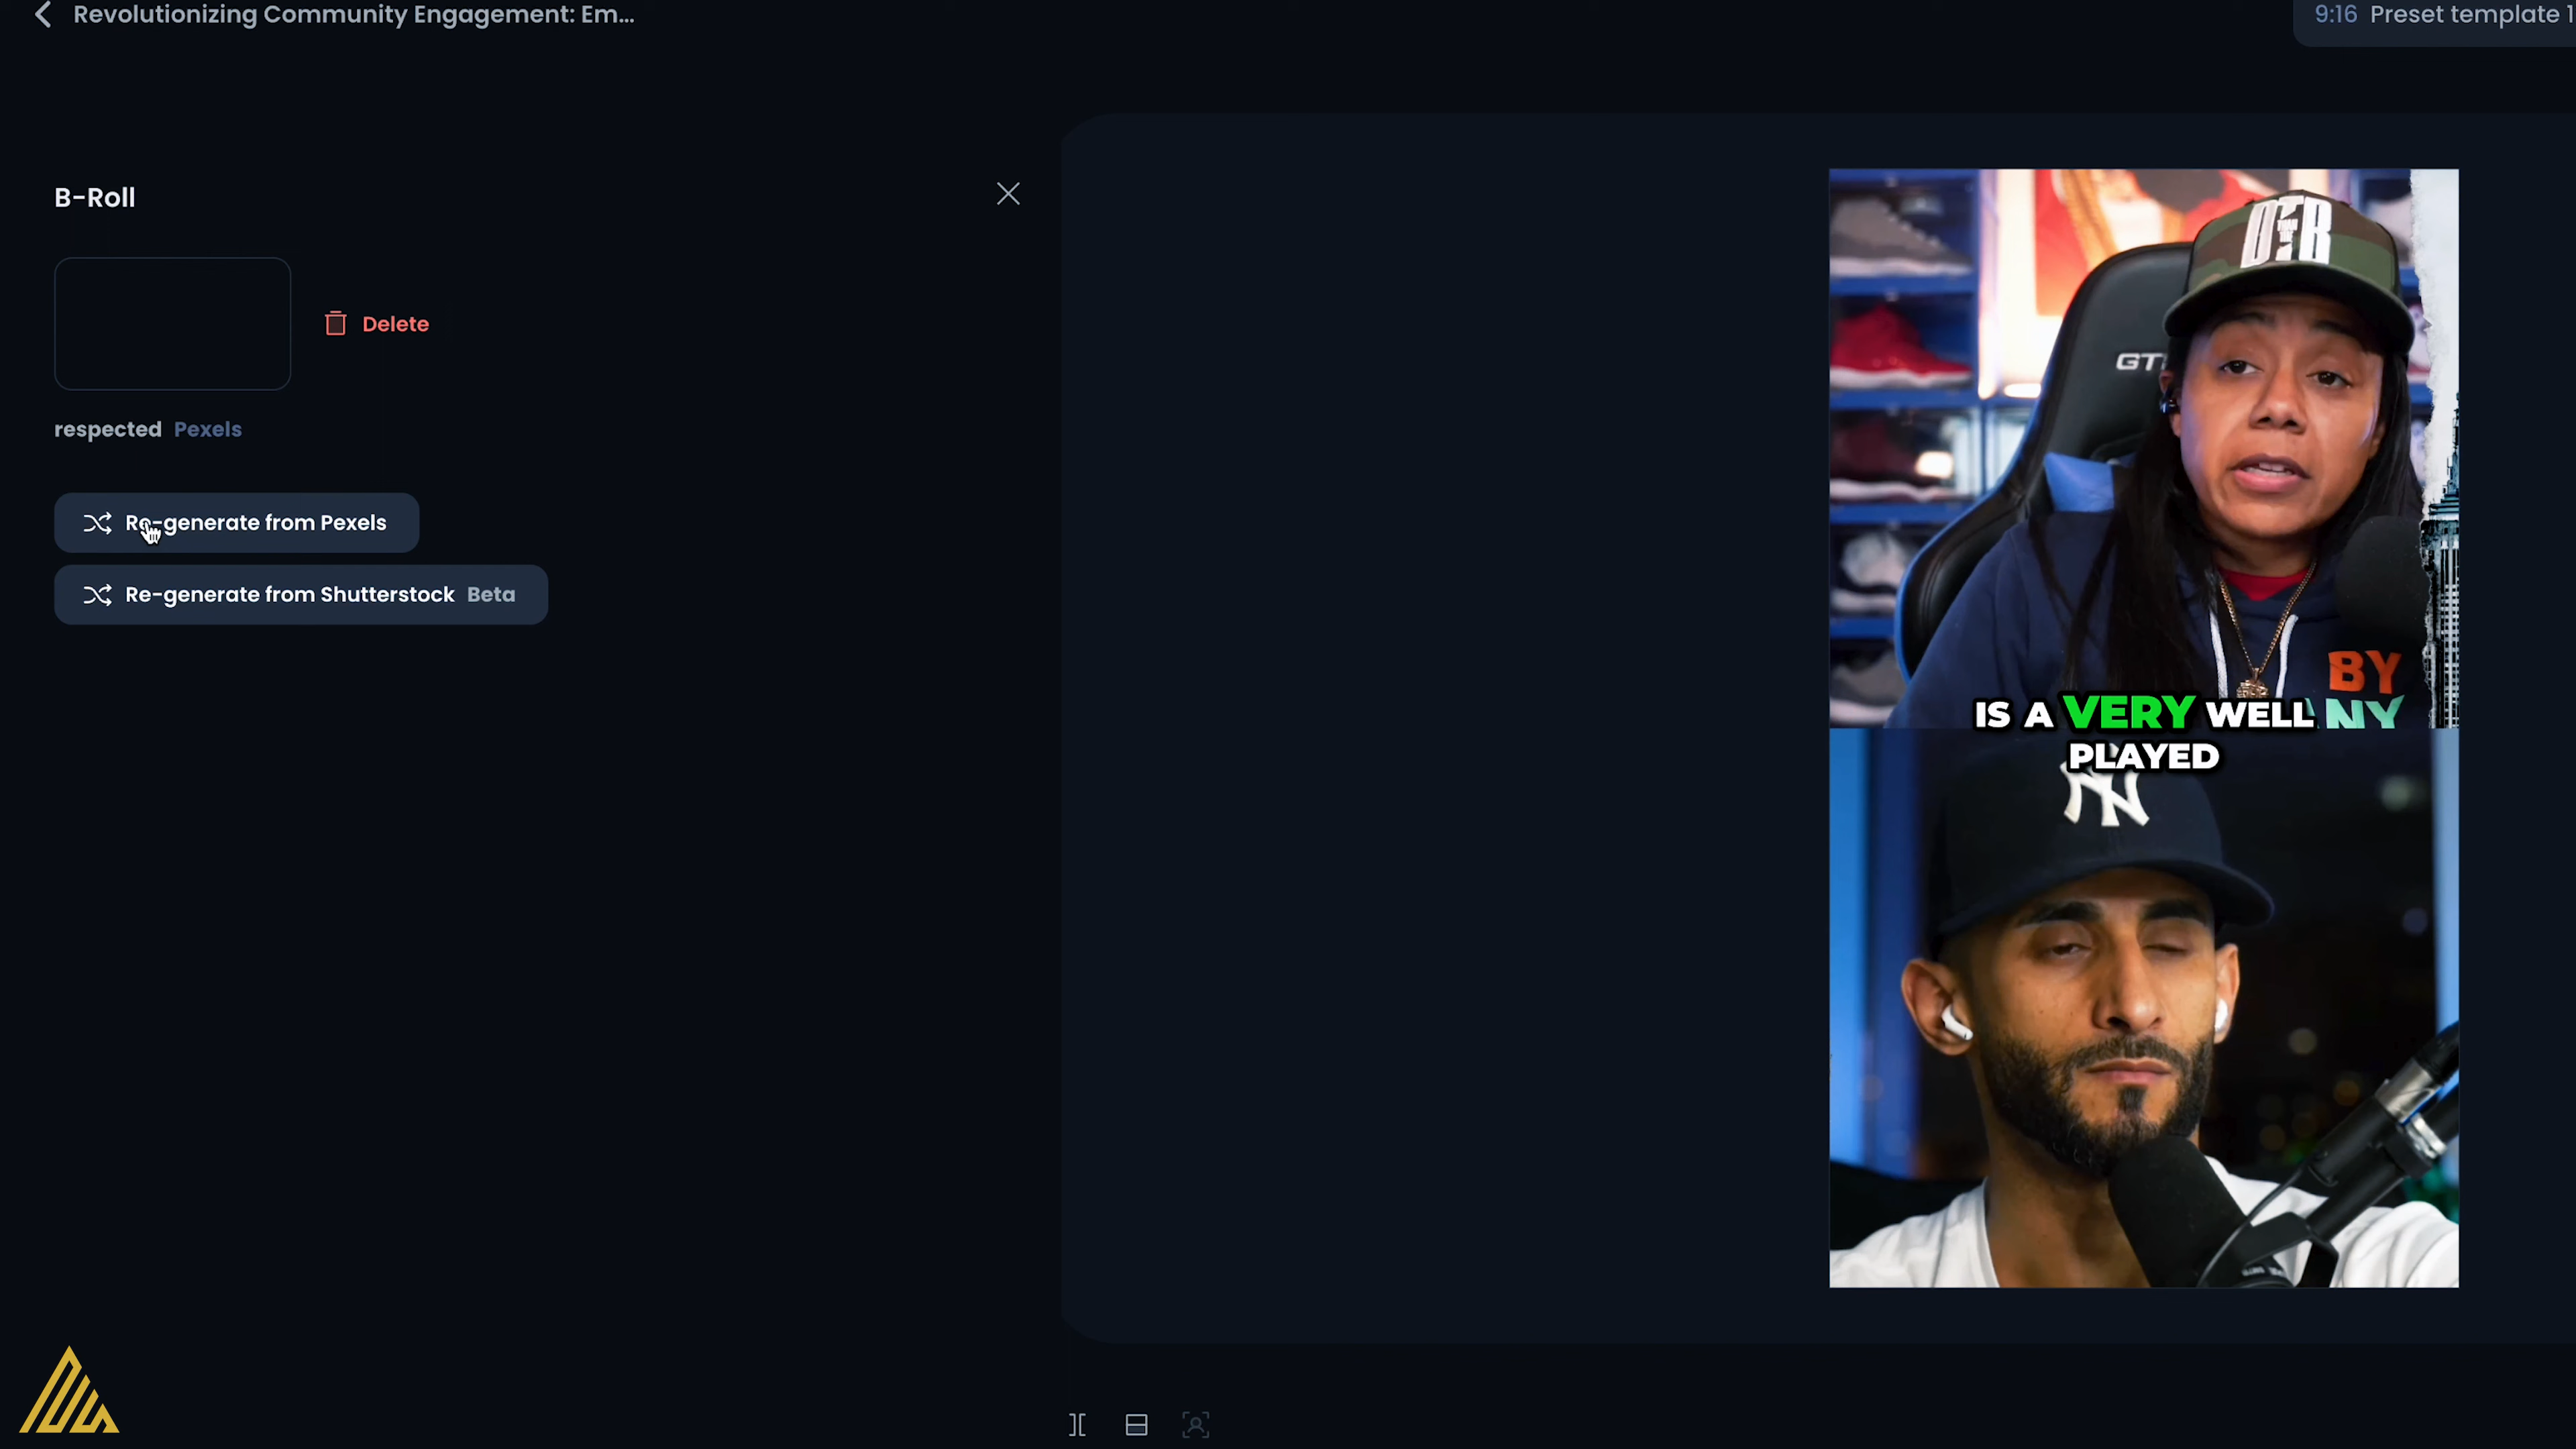 Revolutionizing Community Engagement: Em...
9:16 Preset template 1
B-Roll
Delete
respected Pexels
Re-generate from Pexels
Re-generate from Shutterstock Beta
GT
BY
ANY
IS A VERY WELL
PLAYED
NY